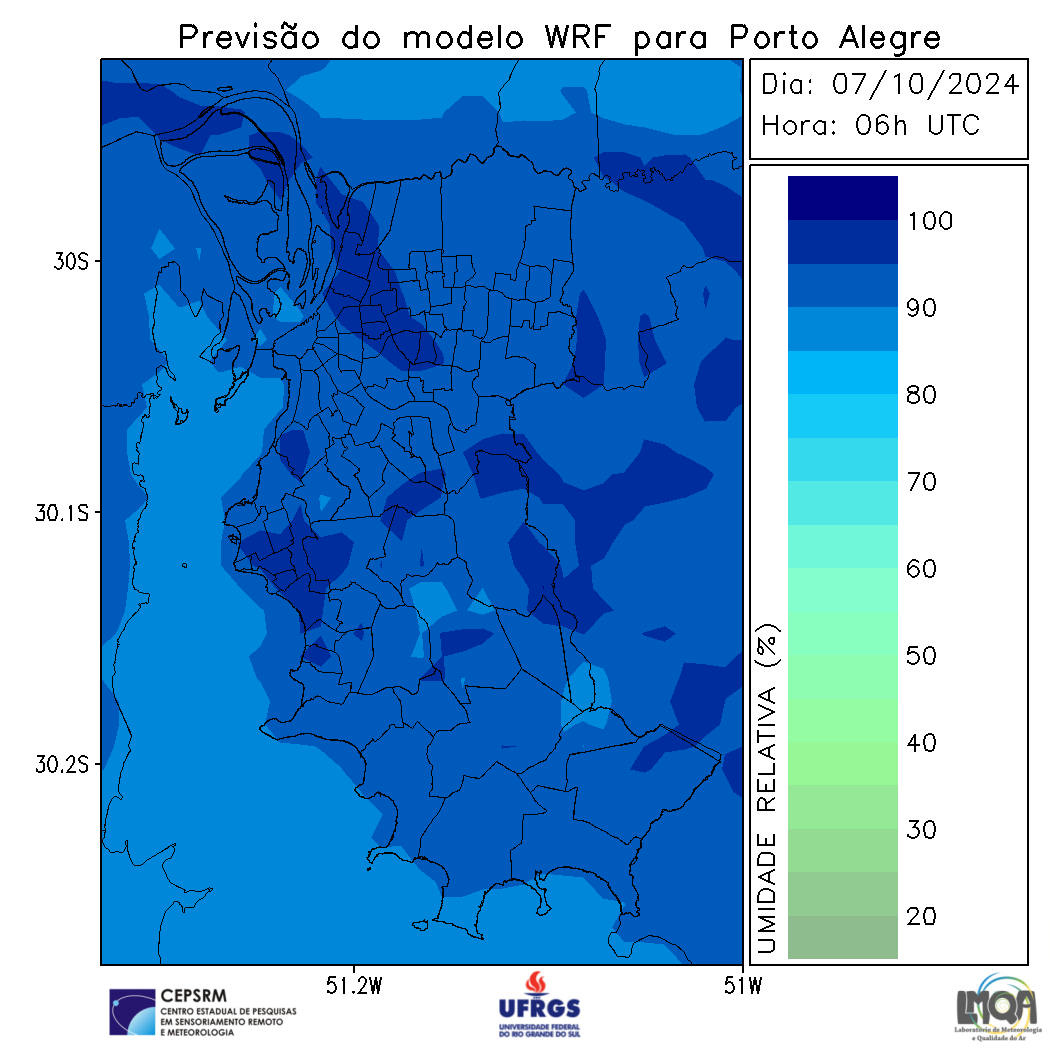 Previsão do modelo WRF para Porto Alegre
Dia: 07/10/2024
Hora: 06h UTC
100
90
80
70
60
50
40
30
20
UMIDADE RELATIVA (%)
30S
30.1S
30.2S
51.2W
51W
CEPSRM
CENTRO ESTADUAL DE PESQUISAS
EM SENSORIAMENTO REMOTO
E METEOROLOGIA
UFRGS
UNIVERSIDADE FEDERAL
DO RIO GRANDE DO SUL
LMQA
Laboratório de Meteorologia
e Qualidade do Ar